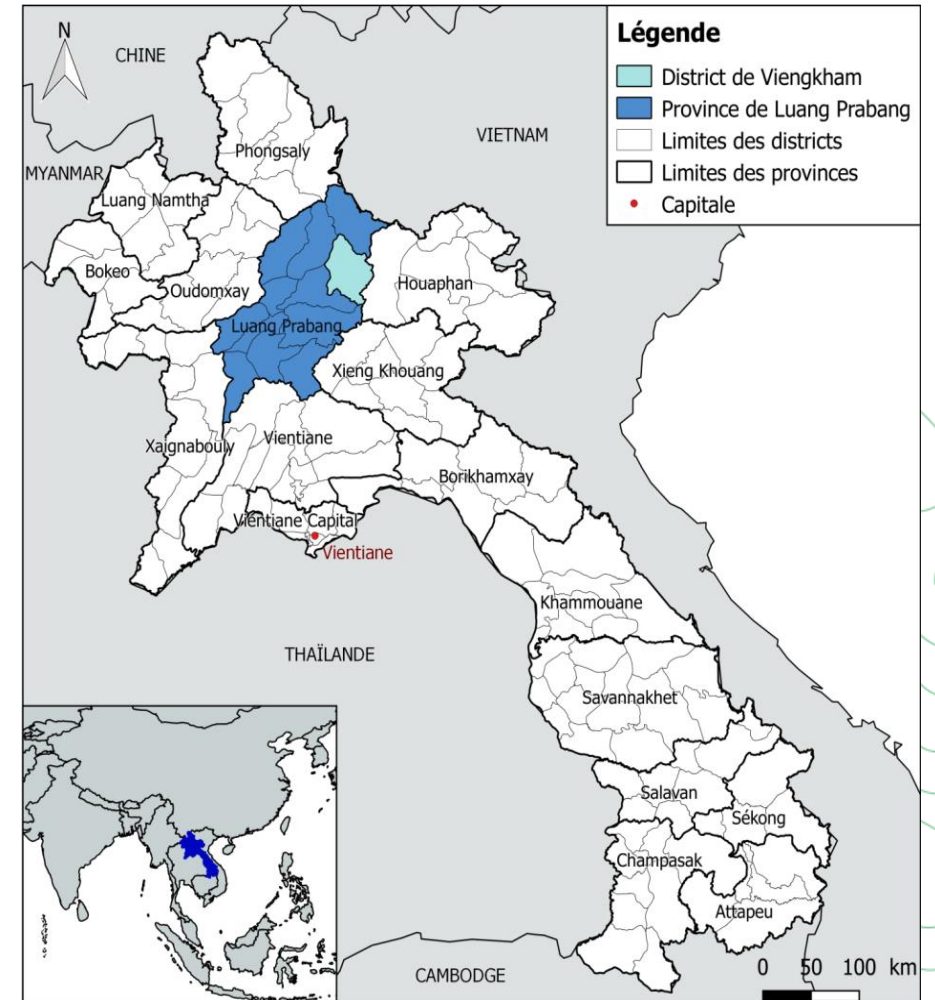 N
CHINE
Légende
District de Viengkham
Province de Luang Prabang
Limites des districts
Limites des provinces
Capitale
VIETNAM
MYANMAR
Phongsaly
Luang Namtha
Bokeo
Oudomxay
Houaphan
Luang Prabang
Xieng Khouang
Xaignabouly
Vientiane
Borikhamxay
Vientiane Capital
Vientiane
Khammouane
THAÏLANDE
Savannakhet
Salavan
Sékong
Champasak
Attapeu
CAMBODGE
0 50 100 km